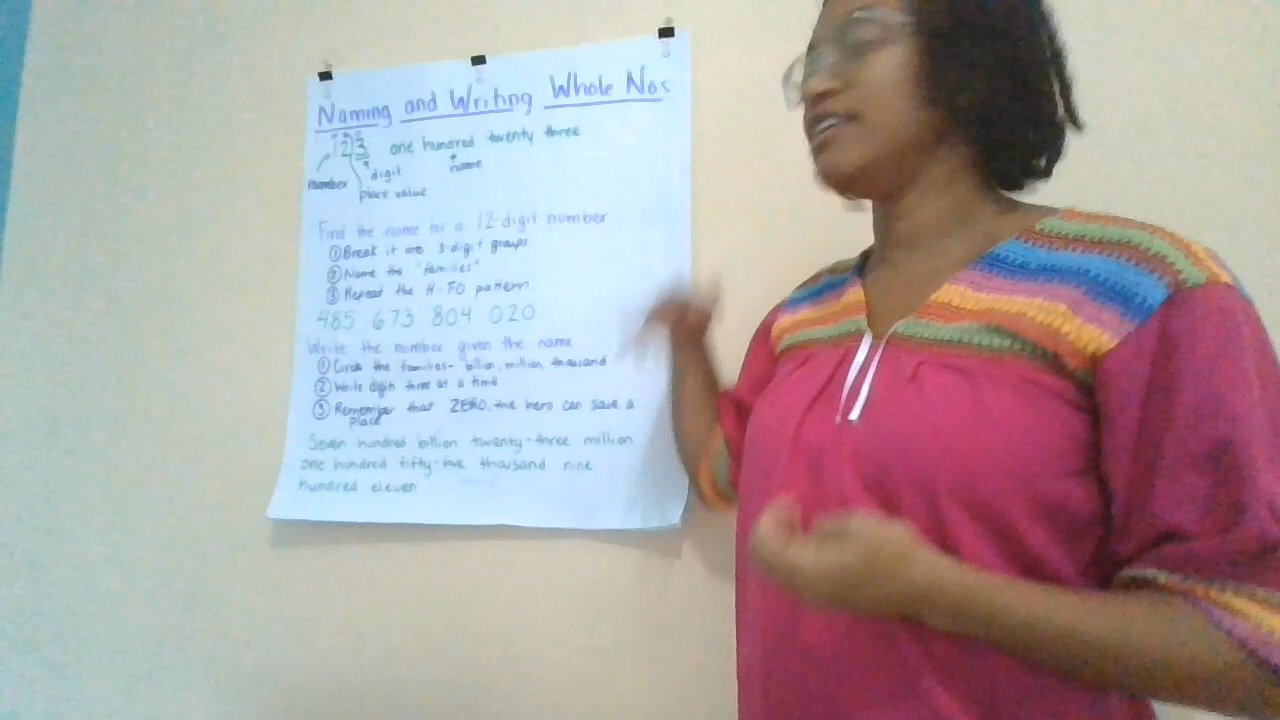 Naming and Writing Whole Nos
H T O
123 one hundred twenty three
digit name
number place value
Find the name for a 12-digit number
① Break it into 3-digit groups
② Name the "families"
③ Repeat the H-TO pattern
485 673 804 020
Write the number given the name
① Circle the families- billion, million, thousand
② Write digits three at a time
③ Remember that ZERO, the hero can save a
place
Seven hundred billion twenty-three million
one hundred fifty-five thousand nine
hundred eleven